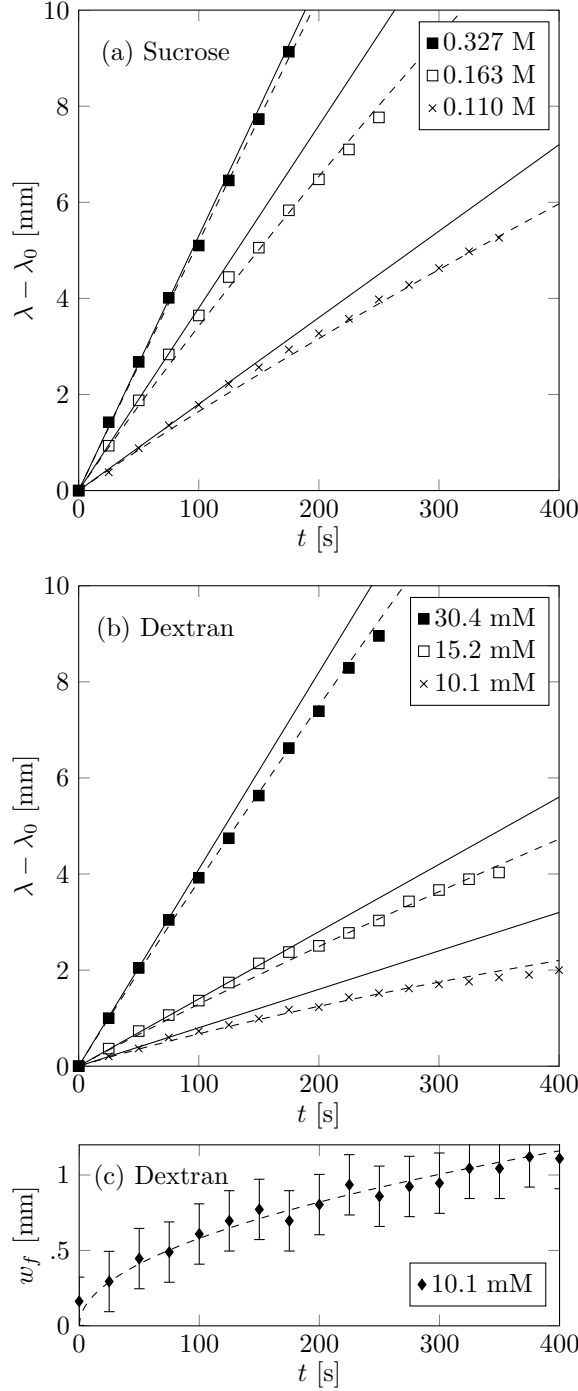 10
8
6
4
2
0
λ − λ₀ [mm]
(a) Sucrose
0.327 M
0.163 M
0.110 M
0 100 200 300 400
t [s]
10
8
6
4
2
0
λ − λ₀ [mm]
(b) Dextran
30.4 mM
15.2 mM
10.1 mM
0 100 200 300 400
t [s]
1
.5
0
w_f [mm]
(c) Dextran
10.1 mM
0 100 200 300 400
t [s]